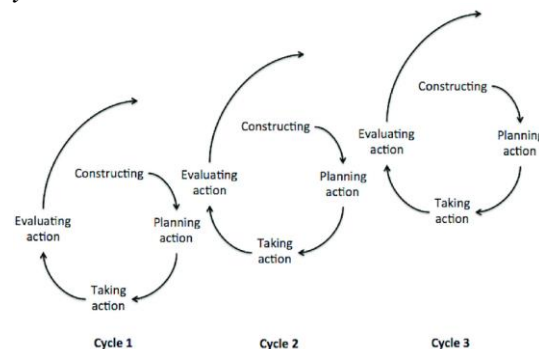 Constructing
Planning
action
Taking
action
Evaluating
action
Cycle 1
Constructing
Planning
action
Taking
action
Evaluating
action
Cycle 2
Constructing
Planning
action
Taking
action
Evaluating
action
Cycle 3